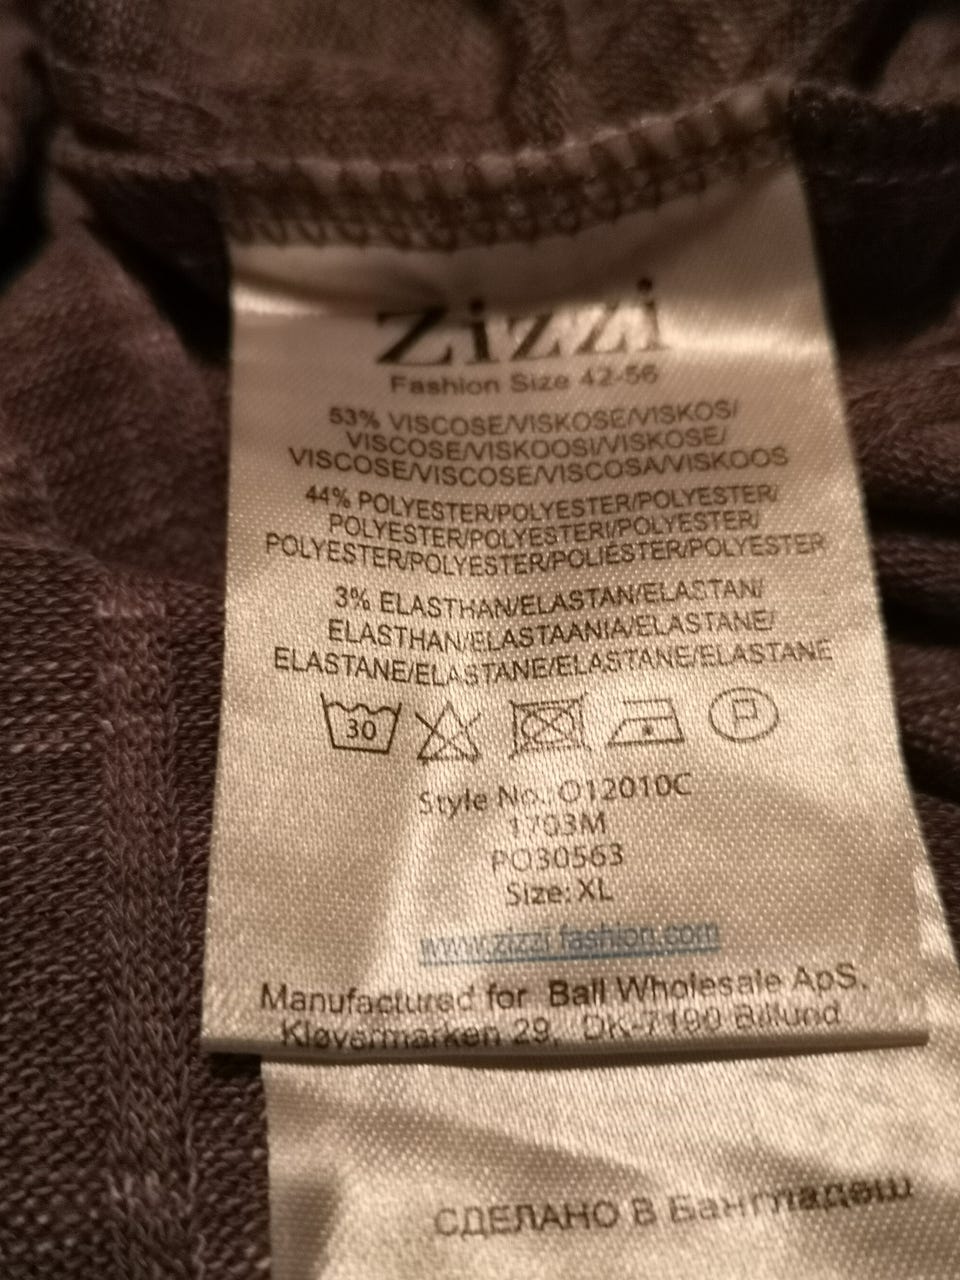 Zizzi
Fashion Size 42-56
53% VISCOSE/VISKOSE/VISKOS/
VISCOSE/VISKOOSI/VISKOSE/
VISCOSE/VISCOSE/VISCOSA/VISKOOS
44% POLYESTER/POLYESTER/POLYESTER/
POLYESTER/POLYESTERI/POLYESTER/
POLYESTER/POLYESTER/POLIÉSTER/POLYESTER
3% ELASTHAN/ELASTAN/ELASTAN/
ELASTHAN/ELASTAANIA/ELASTANE/
ELASTANE/ELASTANE/ELASTANE/ELASTANE
30 P
Style No.: O12010C
1703M
PO30563
Size: XL
www.zizzi fashion.com
Manufactured for Ball Wholesale ApS.
Kløvermarken 29, DK-7190 Billund
СДЕЛАНО В Бангладеш